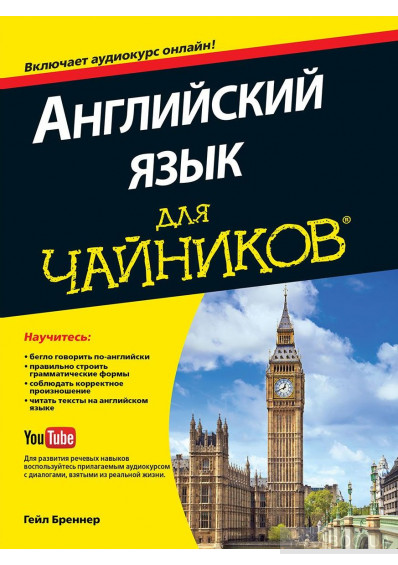 Включает аудиокурс онлайн!
Английский
язык
для
чайников®
Научитесь:
• бегло говорить по-английски
• правильно строить
грамматические формы
• соблюдать корректное
произношение
• читать тексты на английском
языке
YouTube
Для развития речевых навыков
воспользуйтесь прилагаемым аудиокурсом
с диалогами, взятыми из реальной жизни.
Гейл Бреннер